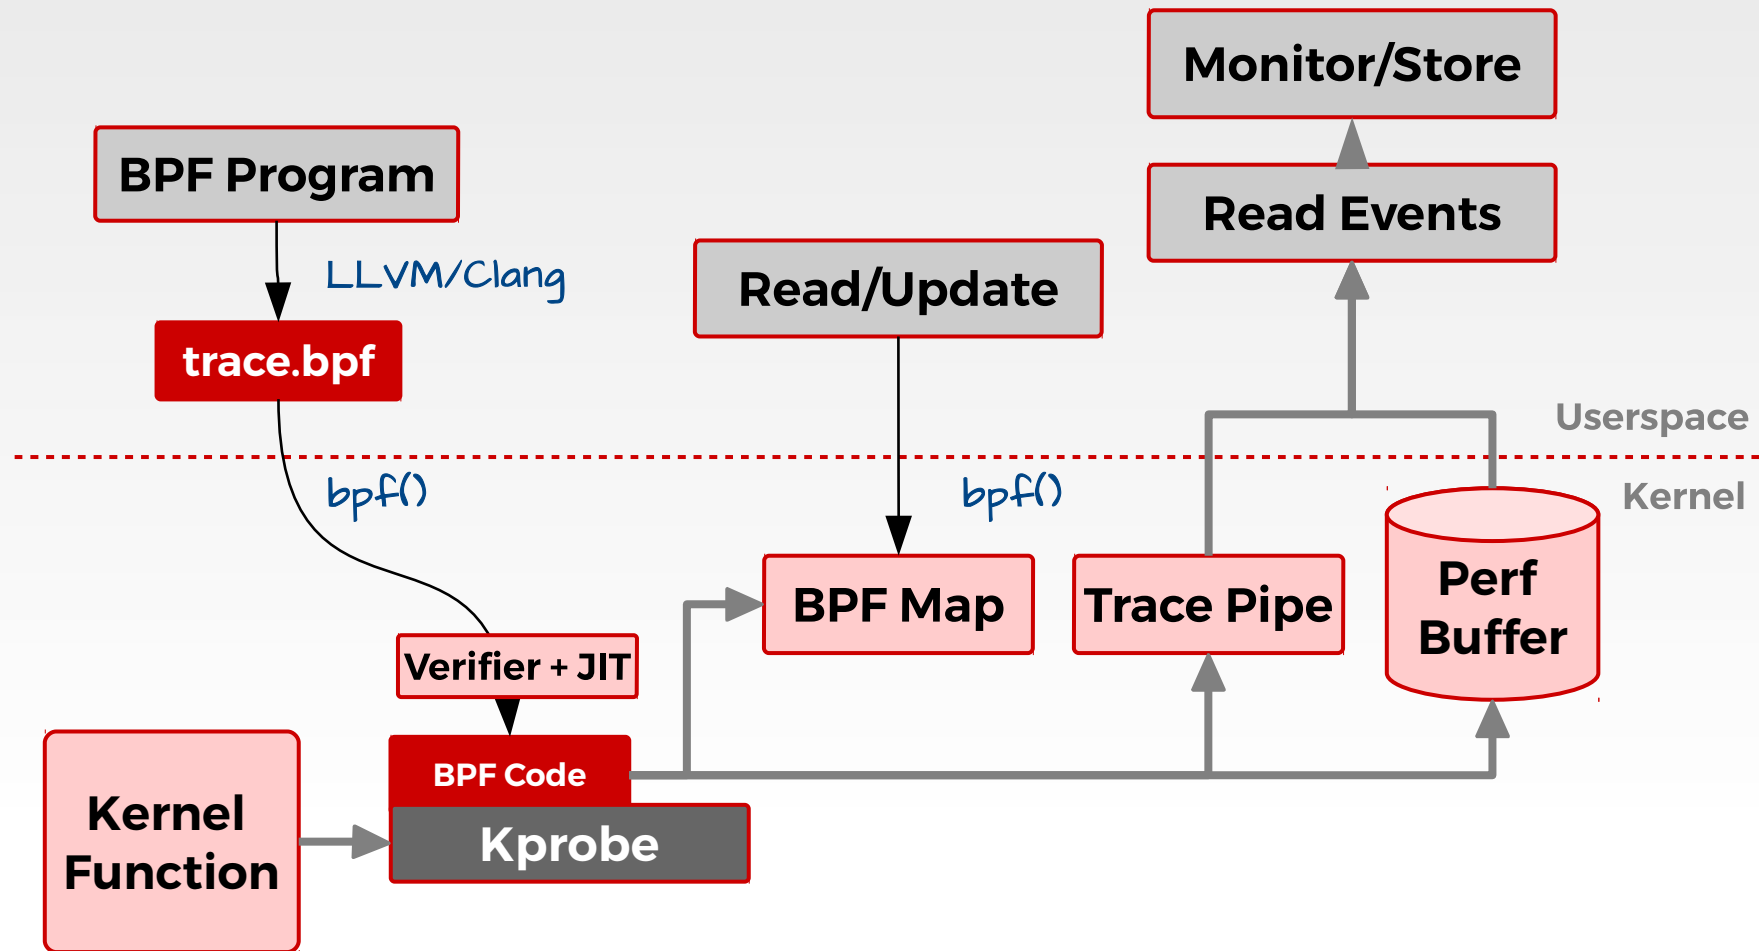 Monitor/Store
BPF Program
Read Events
LLVM/Clang
Read/Update
trace.bpf
Userspace
bpf()
bpf()
Kernel
BPF Map
Trace Pipe
Perf
Buffer
Verifier + JIT
BPF Code
Kernel
Function
Kprobe